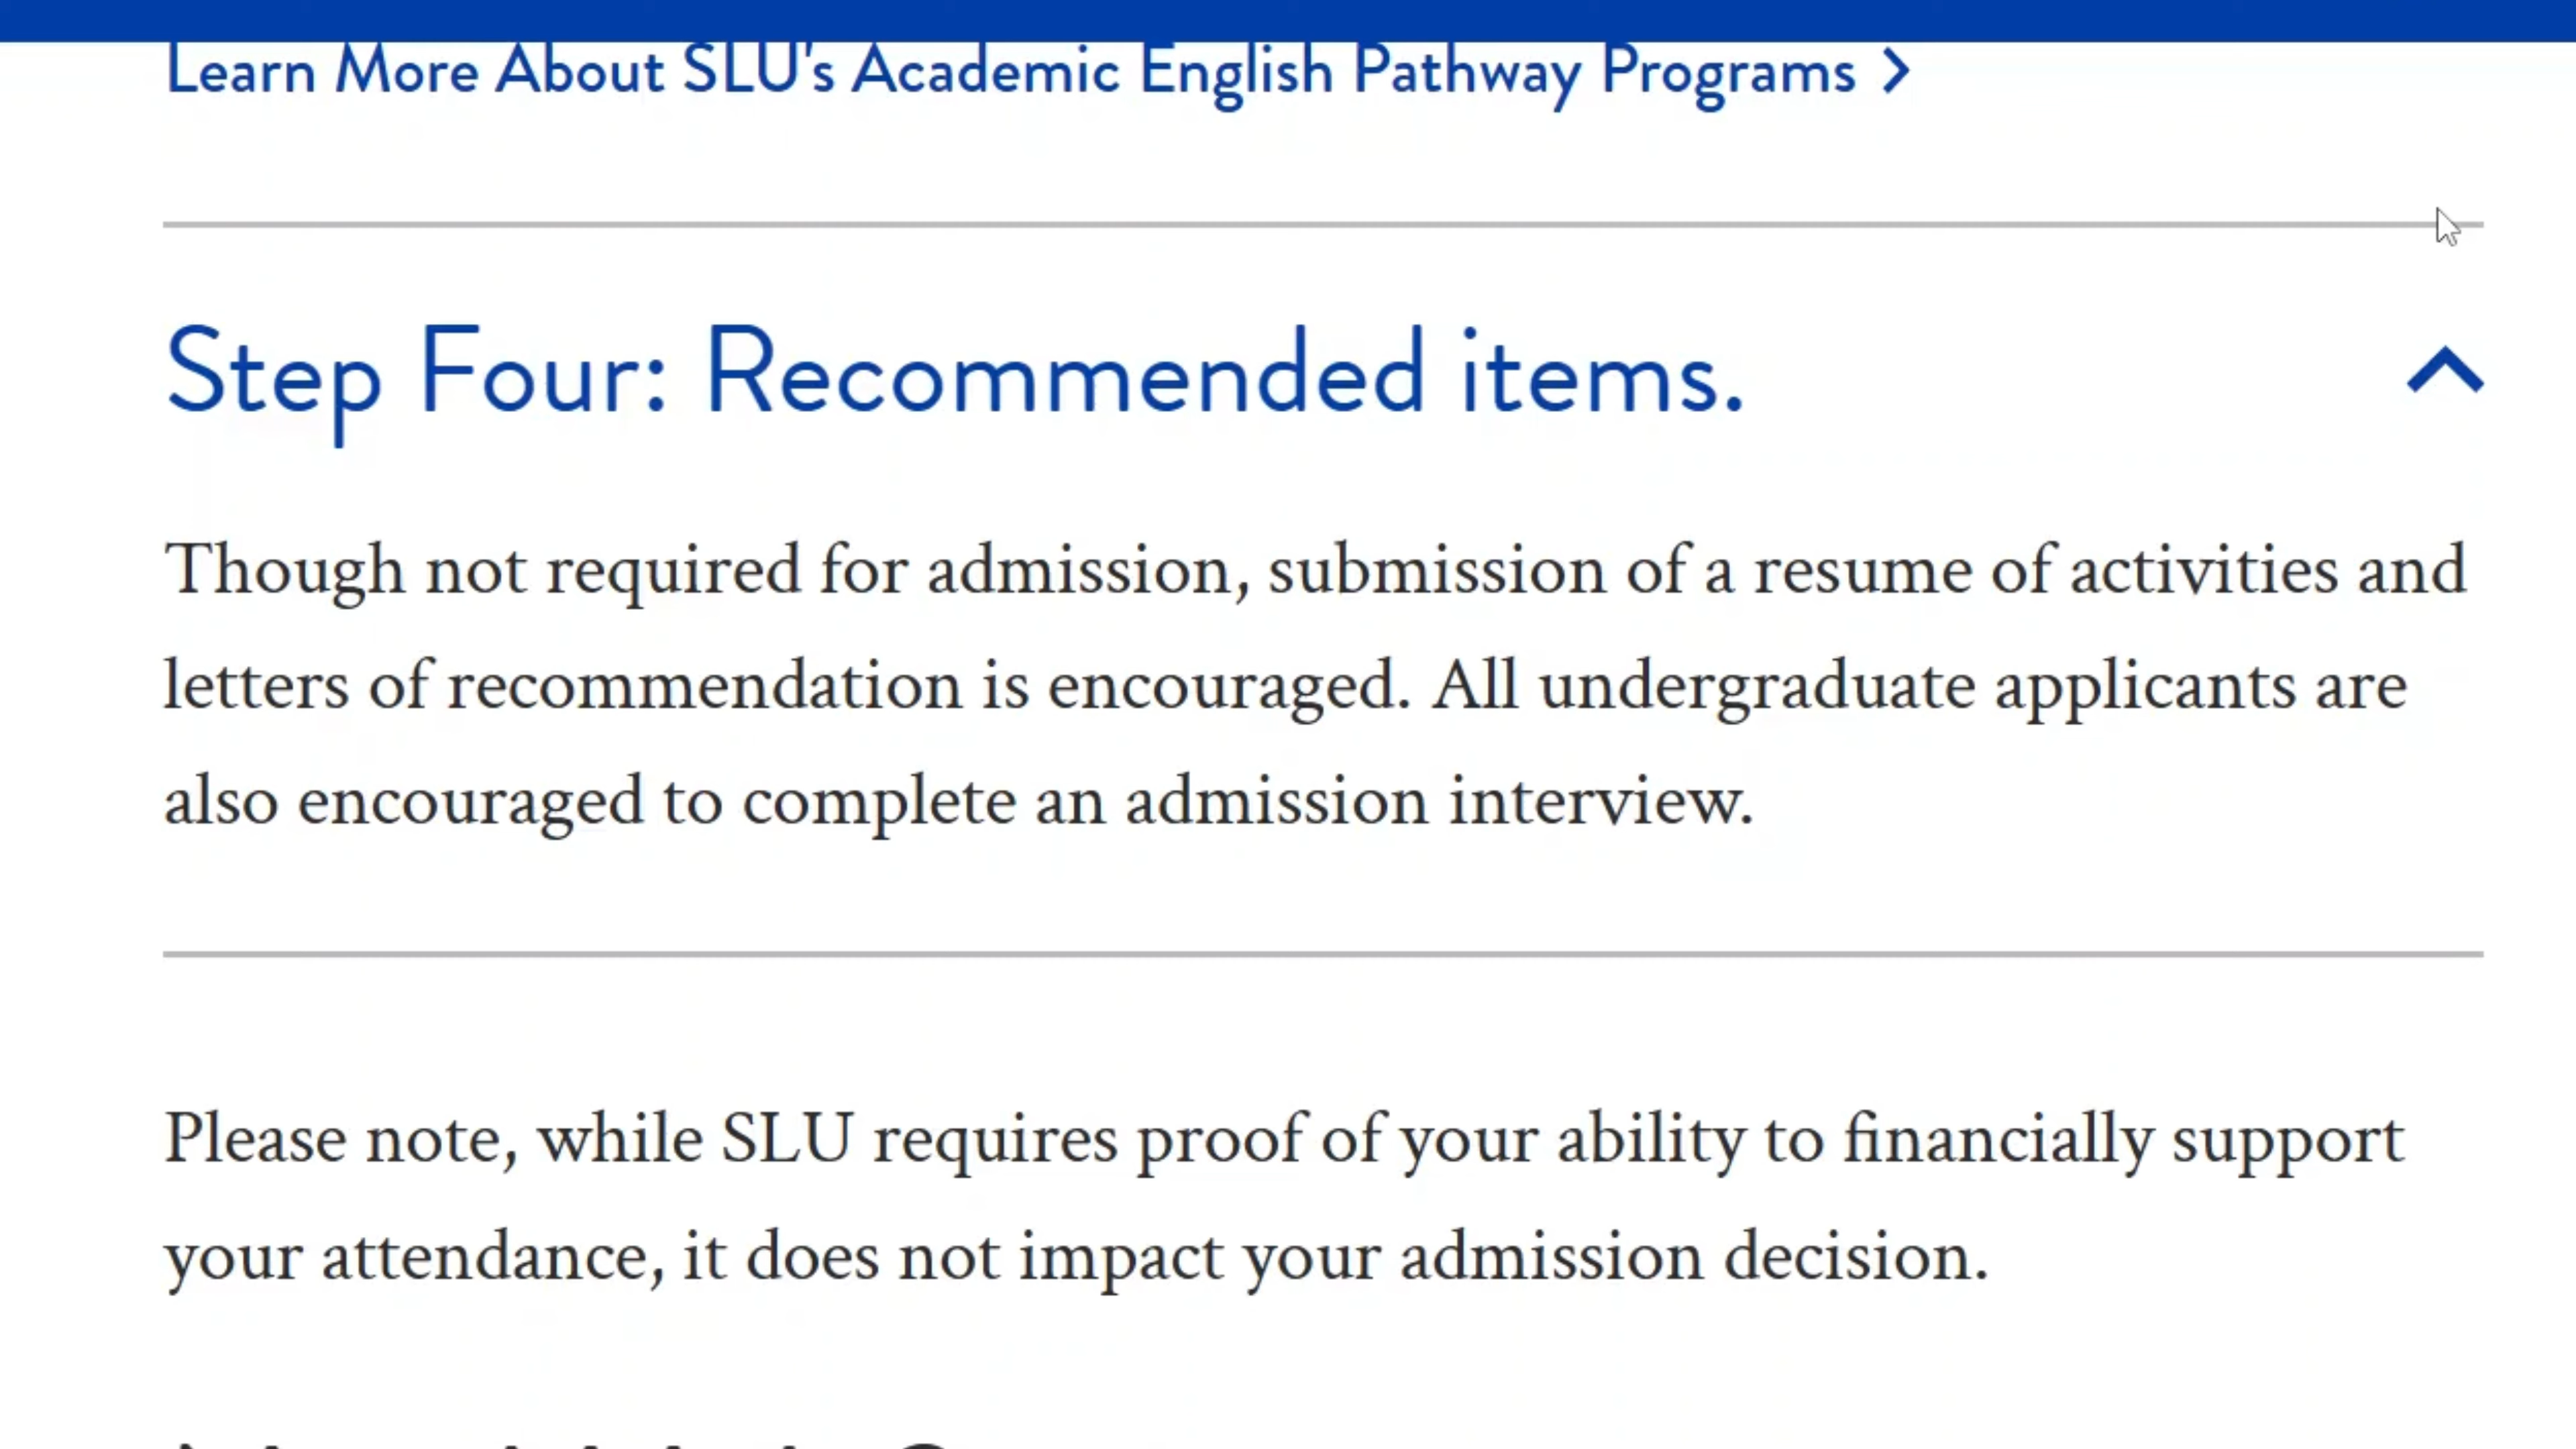 Learn More About SLU's Academic English Pathway Programs
Step Four: Recommended items.
Though not required for admission, submission of a resume of activities and
letters of recommendation is encouraged. All undergraduate applicants are
also encouraged to complete an admission interview.
Please note, while SLU requires proof of your ability to financially support
your attendance, it does not impact your admission decision.